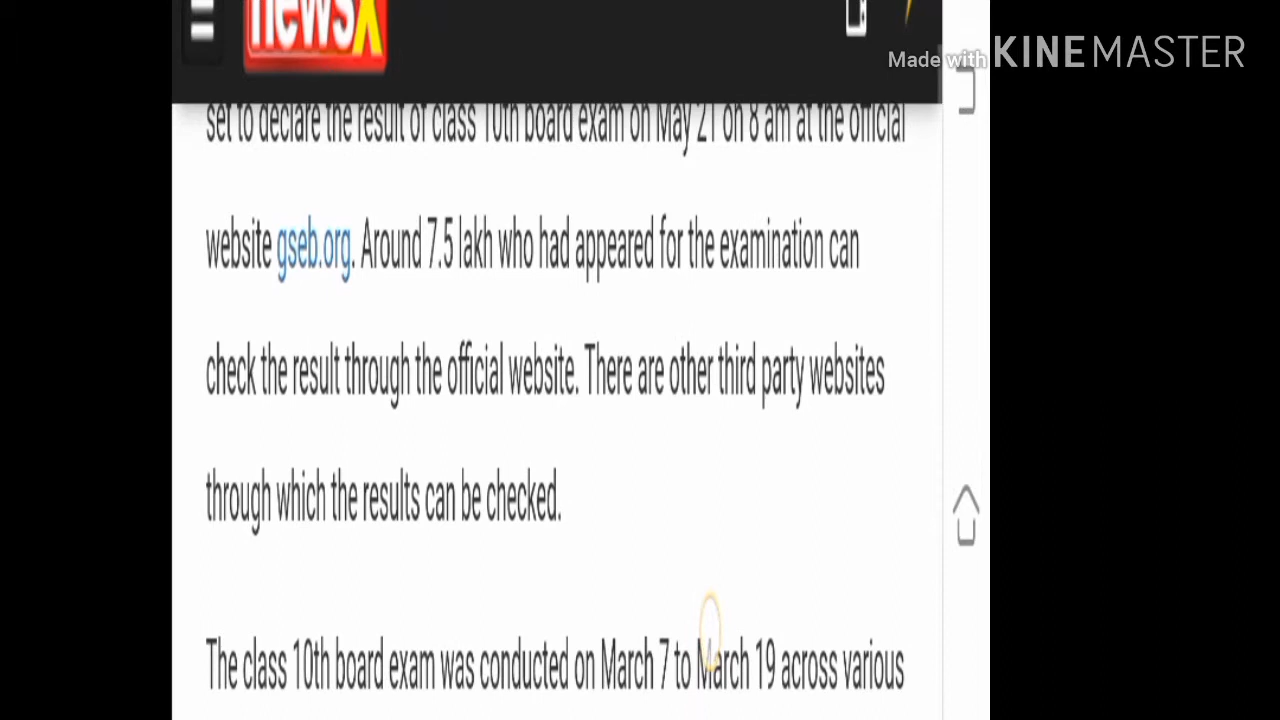 newsx
Made with KINEMASTER
set to declare the result of class 10th board exam on May 21 on 8 am at the official
website gseb.org. Around 7.5 lakh who had appeared for the examination can
check the result through the official website. There are other third party websites
through which the results can be checked.
The class 10th board exam was conducted on March 7 to March 19 across various